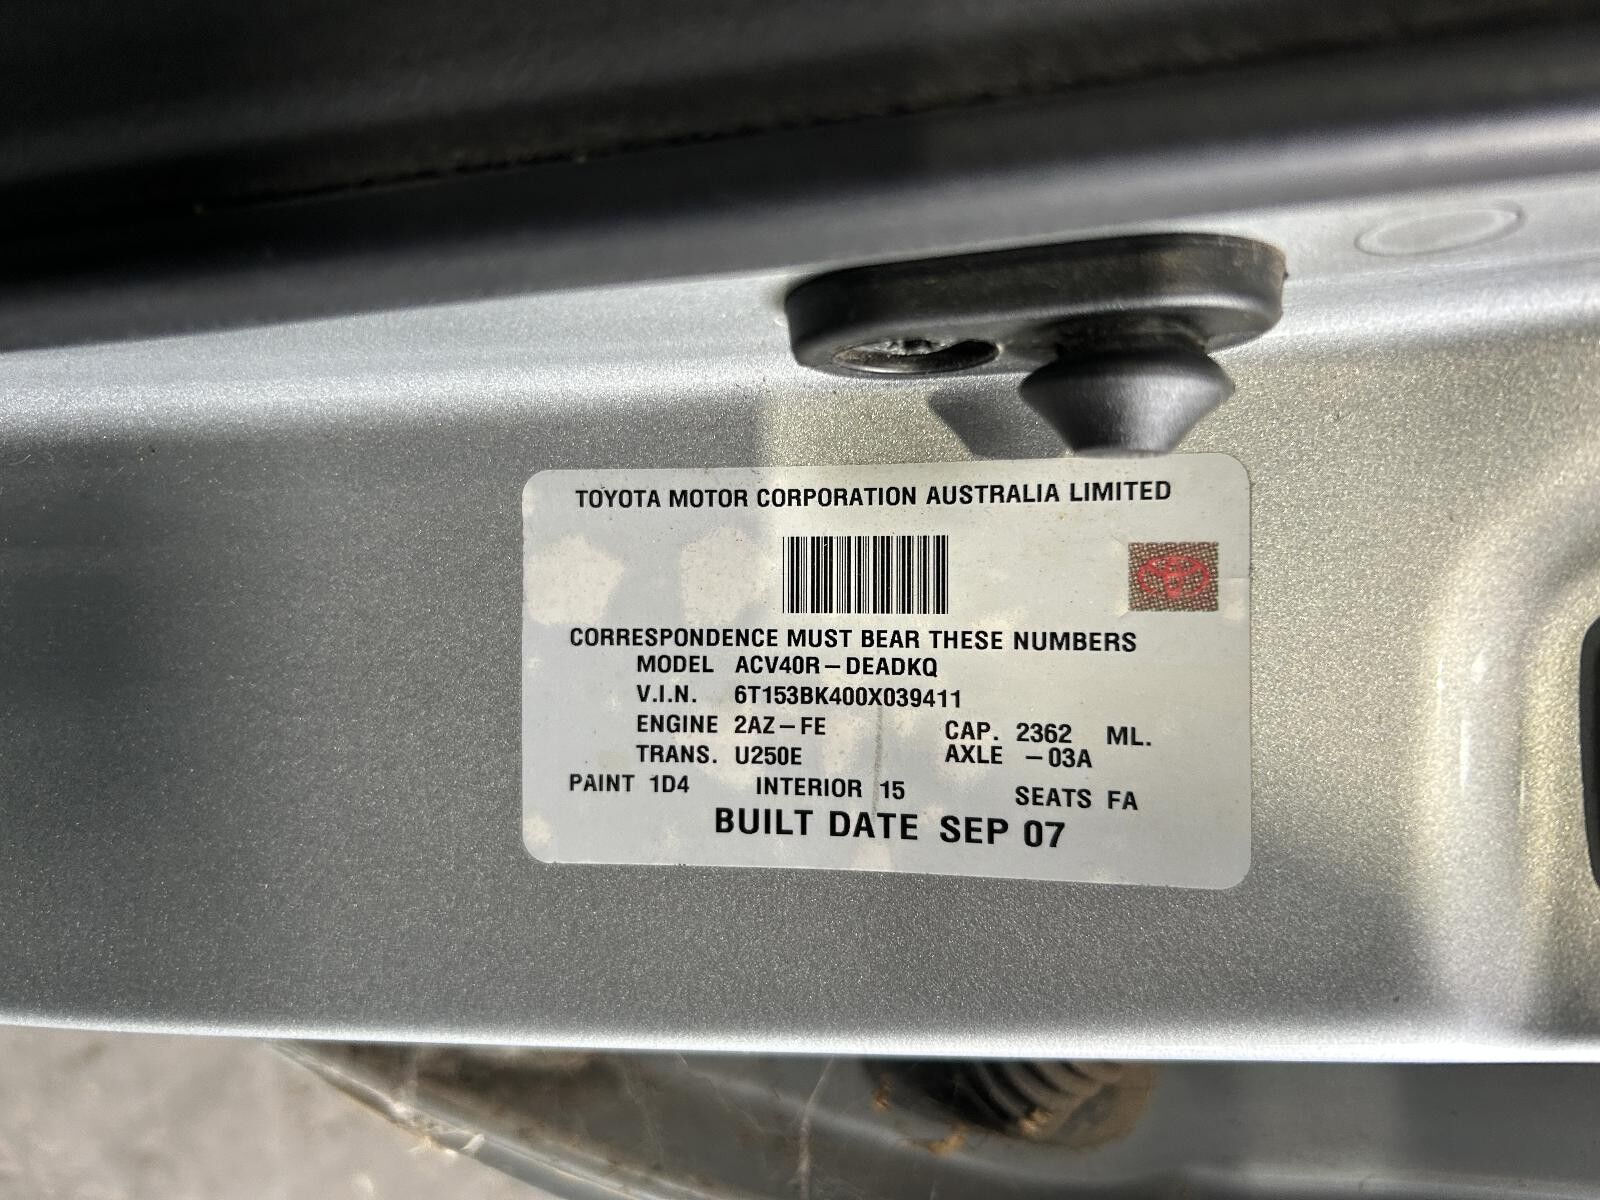 TOYOTA MOTOR CORPORATION AUSTRALIA LIMITED
CORRESPONDENCE MUST BEAR THESE NUMBERS
MODEL ACV40R-DEADKQ
V.I.N. 6T153BK400X039411
ENGINE 2AZ-FE CAP. 2362 ML.
TRANS. U250E AXLE -03A
PAINT 1D4 INTERIOR 15 SEATS FA
BUILT DATE SEP 07